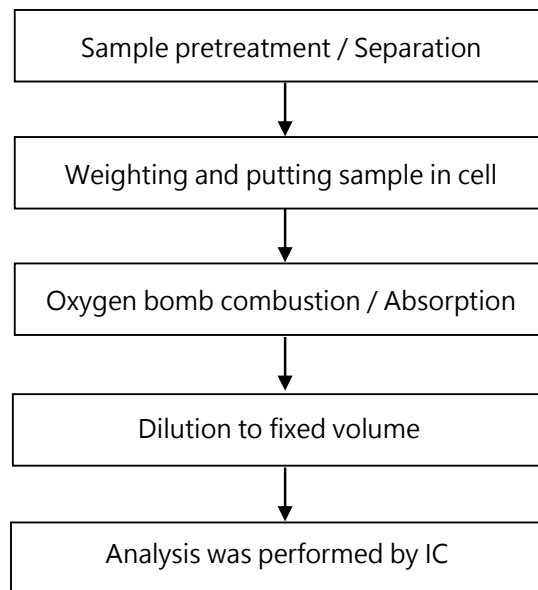 Sample pretreatment / Separation
Weighting and putting sample in cell
Oxygen bomb combustion / Absorption
Dilution to fixed volume
Analysis was performed by IC